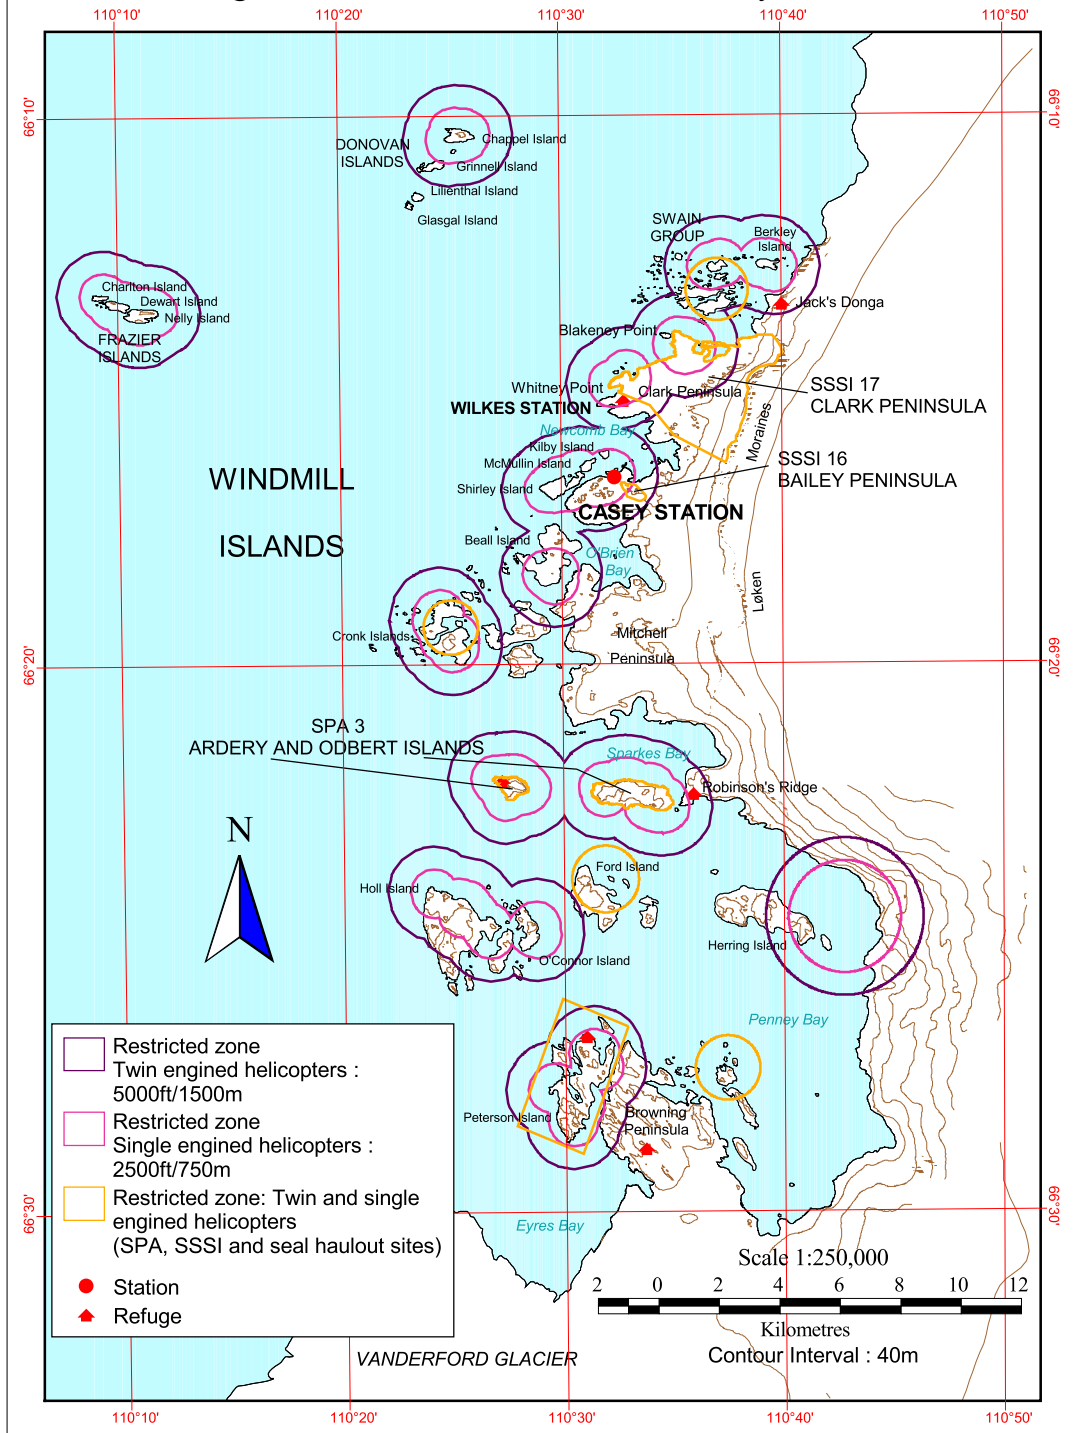 110°10'
110°20'
110°30'
110°40'
110°50'
66°10'
66°10'
DONOVAN
ISLANDS
Chappel Island
Grinnell Island
Lilienthal Island
Glasgal Island
SWAIN
GROUP
Berkley
Island
Charlton Island
Dewart Island
Nelly Island
FRAZIER
ISLANDS
Jack's Donga
Blakeney Point
Whitney Point
Clark Peninsula
WILKES STATION
SSSI 17
CLARK PENINSULA
Moraines
Newcomb Bay
Kilby Island
McMullin Island
Shirley Island
SSSI 16
BAILEY PENINSULA
CASEY STATION
WINDMILL
ISLANDS
Beall Island
O'Brien
Bay
Løken
Cronk Islands
Mitchell
Peninsula
66°20'
66°20'
SPA 3
ARDERY AND ODBERT ISLANDS
Sparkes Bay
Robinson's Ridge
N
Ford Island
Holl Island
O'Connor Island
Herring Island
Penney Bay
Peterson Island
Browning
Peninsula
Restricted zone
Twin engined helicopters :
5000ft/1500m
Restricted zone
Single engined helicopters :
2500ft/750m
Restricted zone: Twin and single
engined helicopters
(SPA, SSSI and seal haulout sites)
Station
Refuge
66°30'
66°30'
Eyres Bay
Scale 1:250,000
2 0 2 4 6 8 10 12
Kilometres
Contour Interval : 40m
VANDERFORD GLACIER
110°10'
110°20'
110°30'
110°40'
110°50'